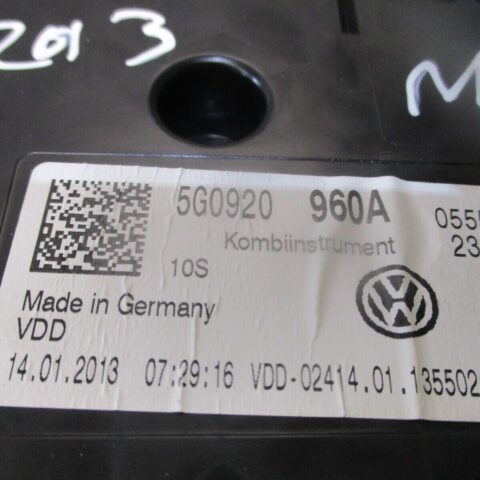 2013 M
5G0920 960A 055
Kombiinstrument 23
10S
Made in Germany
VDD
14.01.2013 07:29:16 VDD-02414.01.135502
VW